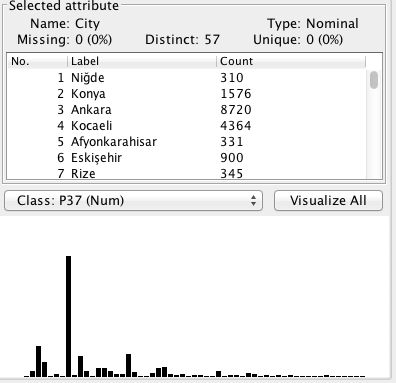 Selected attribute
Name: City Type: Nominal
Missing: 0 (0%) Distinct: 57 Unique: 0 (0%)
No. Label Count
1 Niğde 310
2 Konya 1576
3 Ankara 8720
4 Kocaeli 4364
5 Afyonkarahisar 331
6 Eskişehir 900
7 Rize 345
Class: P37 (Num) Visualize All